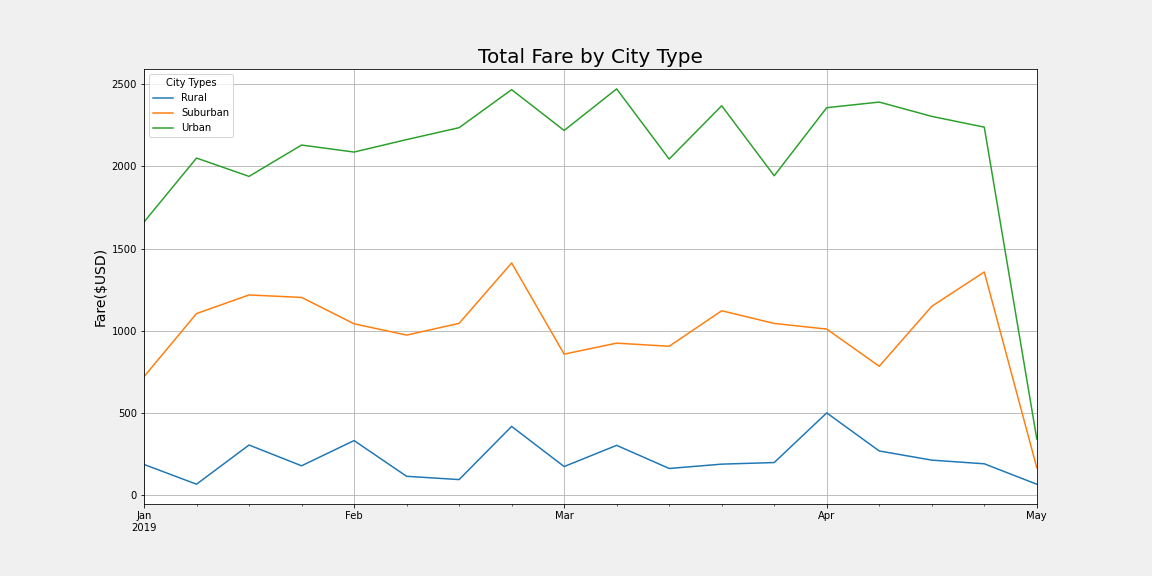 Total Fare by City Type
City Types
Rural
Suburban
Urban
Fare($USD)
2500
2000
1500
1000
500
0
Jan Feb Mar Apr May
2019